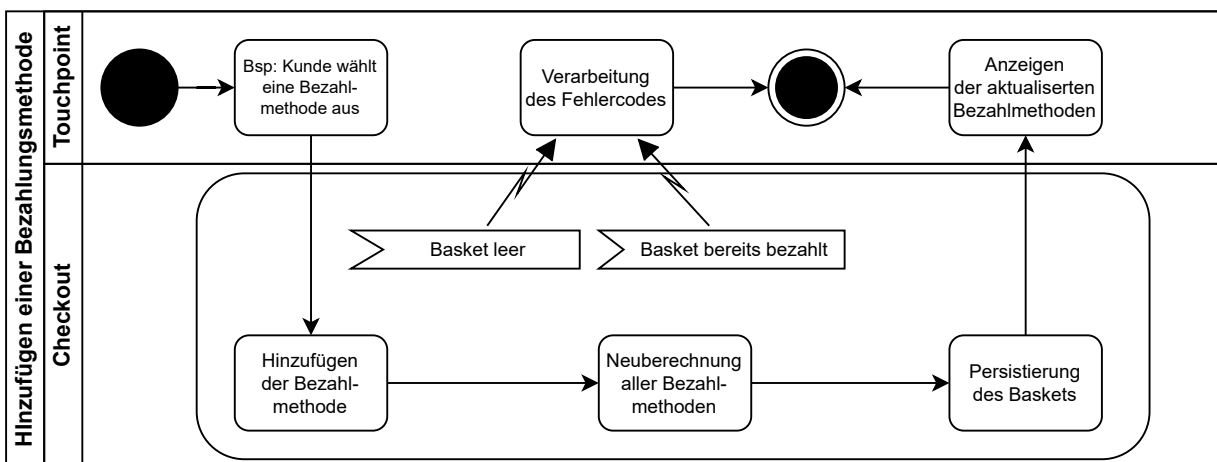 HInzufügen einer Bezahlungsmethode
Touchpoint
Bsp: Kunde wählt
eine Bezahl-
methode aus
Verarbeitung
des Fehlercodes
Anzeigen
der aktualiserten
Bezahlmethoden
Checkout
Basket leer
Basket bereits bezahlt
Hinzufügen
der Bezahl-
methode
Neuberechnung
aller Bezahl-
methoden
Persistierung
des Baskets